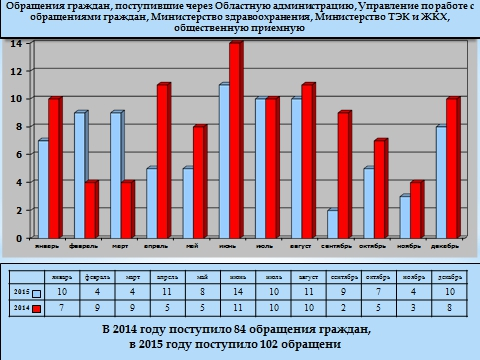 Обращения граждан, поступившие через Областную администрацию, Управление по работе с
обращениями граждан, Министерство здравоохранения, Министерство ТЭК и ЖКХ,
общественную приемную
14
12
10
8
6
4
2
0
январь февраль март апрель май июнь июль август сентябрь октябрь ноябрь декабрь
январь февраль март апрель май июнь июль август сентябрь октябрь ноябрь декабрь
2015 10 4 4 11 8 14 10 11 9 7 4 10
2014 7 9 9 5 5 11 10 10 2 5 3 8
В 2014 году поступило 84 обращения граждан,
в 2015 году поступило 102 обращени